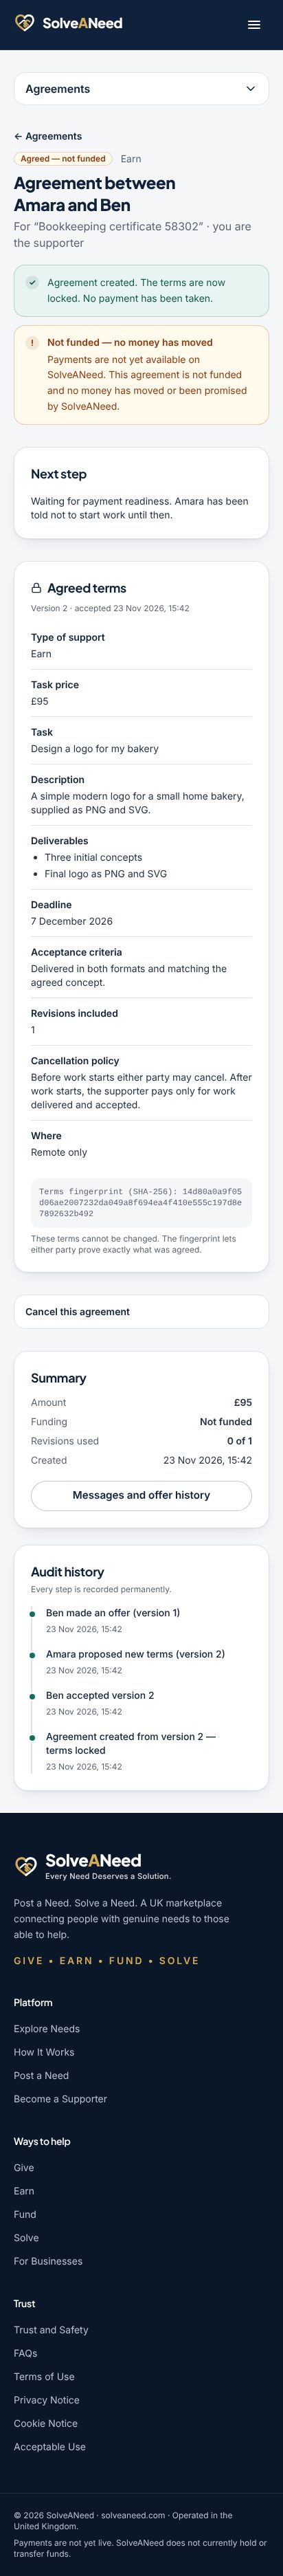 SolveANeed
Agreements
← Agreements
Agreed — not funded Earn
Agreement between
Amara and Ben
For “Bookkeeping certificate 58302” · you are
the supporter
Agreement created. The terms are now
locked. No payment has been taken.
Not funded — no money has moved
Payments are not yet available on
SolveANeed. This agreement is not funded
and no money has moved or been promised
by SolveANeed.
Next step
Waiting for payment readiness. Amara has been
told not to start work until then.
Agreed terms
Version 2 · accepted 23 Nov 2026, 15:42
Type of support
Earn
Task price
£95
Task
Design a logo for my bakery
Description
A simple modern logo for a small home bakery,
supplied as PNG and SVG.
Deliverables
• Three initial concepts
• Final logo as PNG and SVG
Deadline
7 December 2026
Acceptance criteria
Delivered in both formats and matching the
agreed concept.
Revisions included
1
Cancellation policy
Before work starts either party may cancel. After
work starts, the supporter pays only for work
delivered and accepted.
Where
Remote only
Terms fingerprint (SHA-256): 14d80a0a9f05
d06ae2007232da049a8f694ea4f410e555c197d8e
7892632b492
These terms cannot be changed. The fingerprint lets
either party prove exactly what was agreed.
Cancel this agreement
Summary
Amount £95
Funding Not funded
Revisions used 0 of 1
Created 23 Nov 2026, 15:42
Messages and offer history
Audit history
Every step is recorded permanently.
Ben made an offer (version 1)
23 Nov 2026, 15:42
Amara proposed new terms (version 2)
23 Nov 2026, 15:42
Ben accepted version 2
23 Nov 2026, 15:42
Agreement created from version 2 —
terms locked
23 Nov 2026, 15:42
SolveANeed
Every Need Deserves a Solution.
Post a Need. Solve a Need. A UK marketplace
connecting people with genuine needs to those
able to help.
GIVE • EARN • FUND • SOLVE
Platform
Explore Needs
How It Works
Post a Need
Become a Supporter
Ways to help
Give
Earn
Fund
Solve
For Businesses
Trust
Trust and Safety
FAQs
Terms of Use
Privacy Notice
Cookie Notice
Acceptable Use
© 2026 SolveANeed · solveaneed.com · Operated in the
United Kingdom.
Payments are not yet live. SolveANeed does not currently hold or
transfer funds.